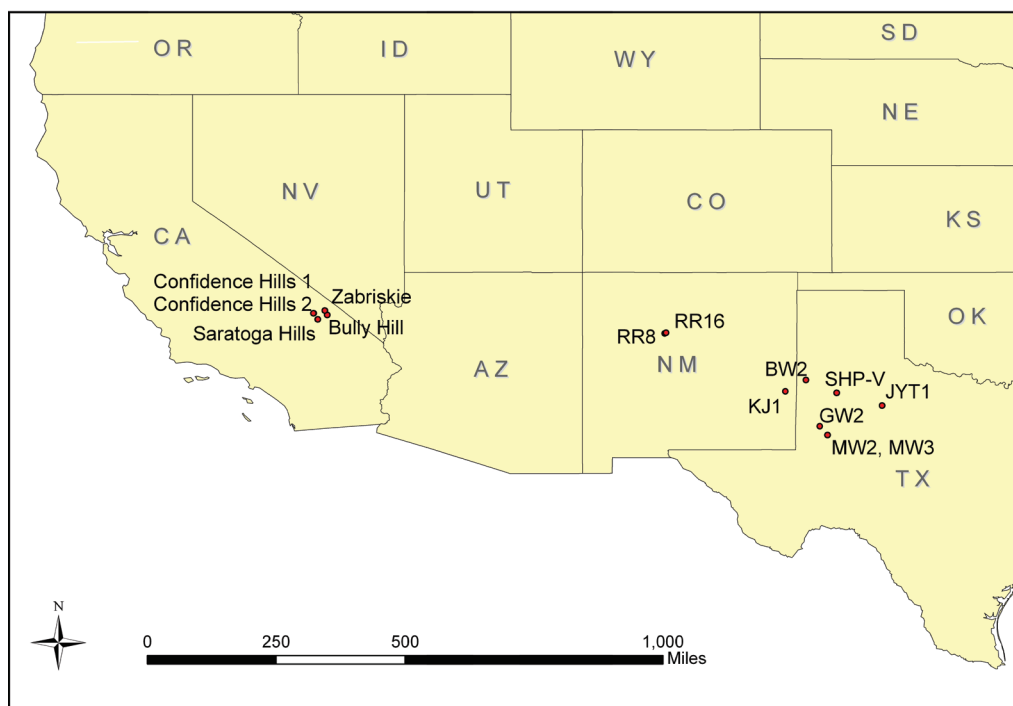 OR
ID
WY
SD
NE
NV
UT
CO
KS
CA
Confidence Hills 1
Confidence Hills 2
Zabriskie
Saratoga Hills
Bully Hill
AZ
RR8
RR16
NM
OK
BW2
SHP-V
JYT1
KJ1
GW2
MW2, MW3
TX
N
0 250 500 1,000
Miles